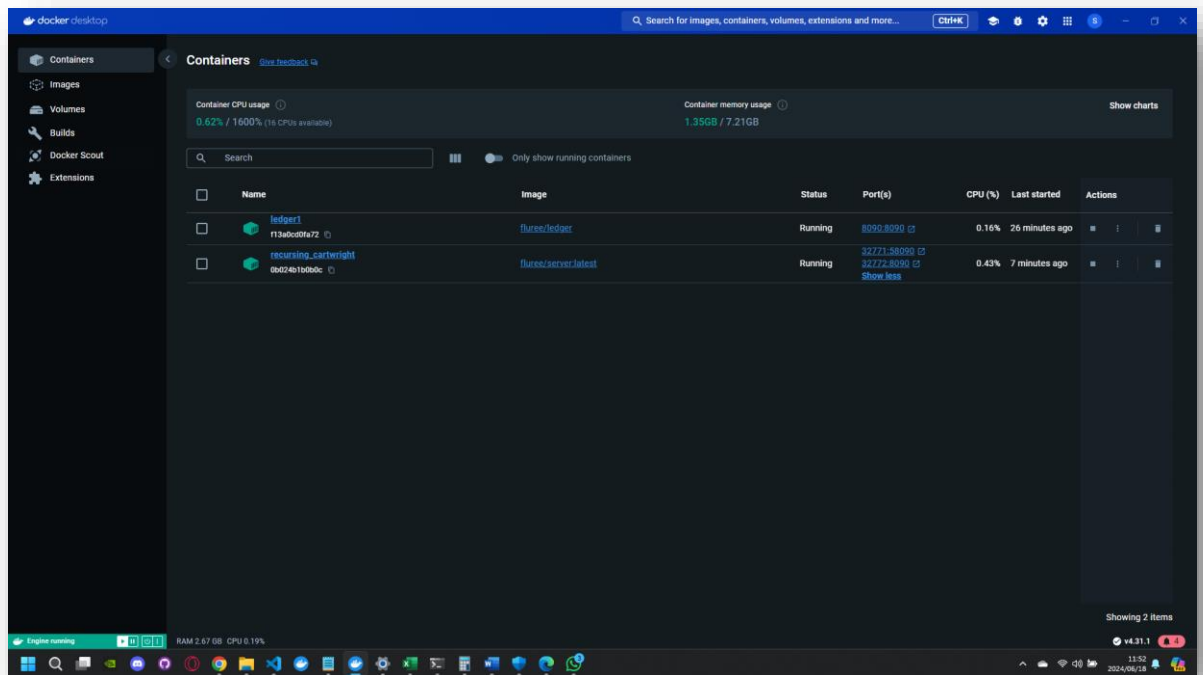 docker desktop
Search for images, containers, volumes, extensions and more... Ctrl+K S
Containers
Images
Volumes
Builds
Docker Scout
Extensions
Containers Give feedback
Container CPU usage
0.62% / 1600% (16 CPUs available)
Container memory usage
1.35GB / 7.21GB
Show charts
Search
Only show running containers
Name Image Status Port(s) CPU (%) Last started Actions
ledger1
f13a0cd0fa72
fluree/ledger Running 8090:8090 0.16% 26 minutes ago
recursing_cartwright
0b024b1b0b0c
fluree/server:latest Running
32771:58090
32772:8090
Show less
0.43% 7 minutes ago
Showing 2 items
Engine running
RAM 2.67 GB CPU 0.19%
v4.31.1 4
11:52
2024/06/18